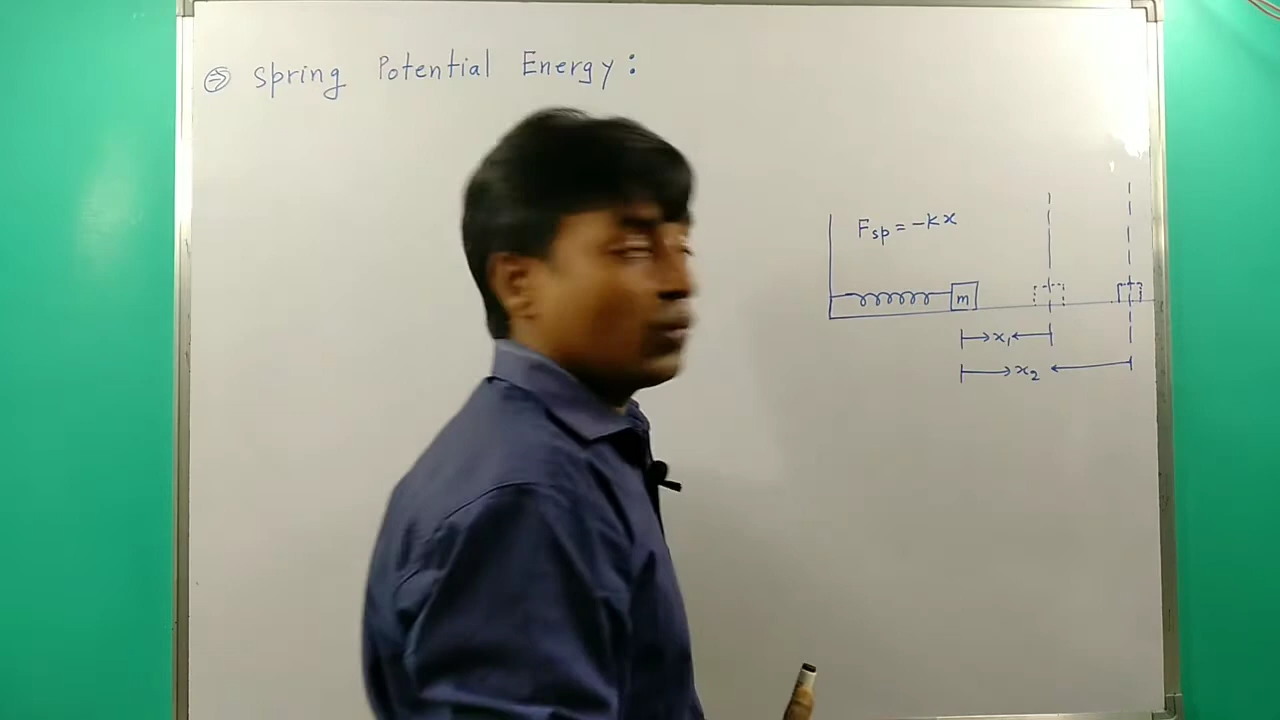 ⇒ Spring Potential Energy:
Fsp = -kx
m
x₁
x₂